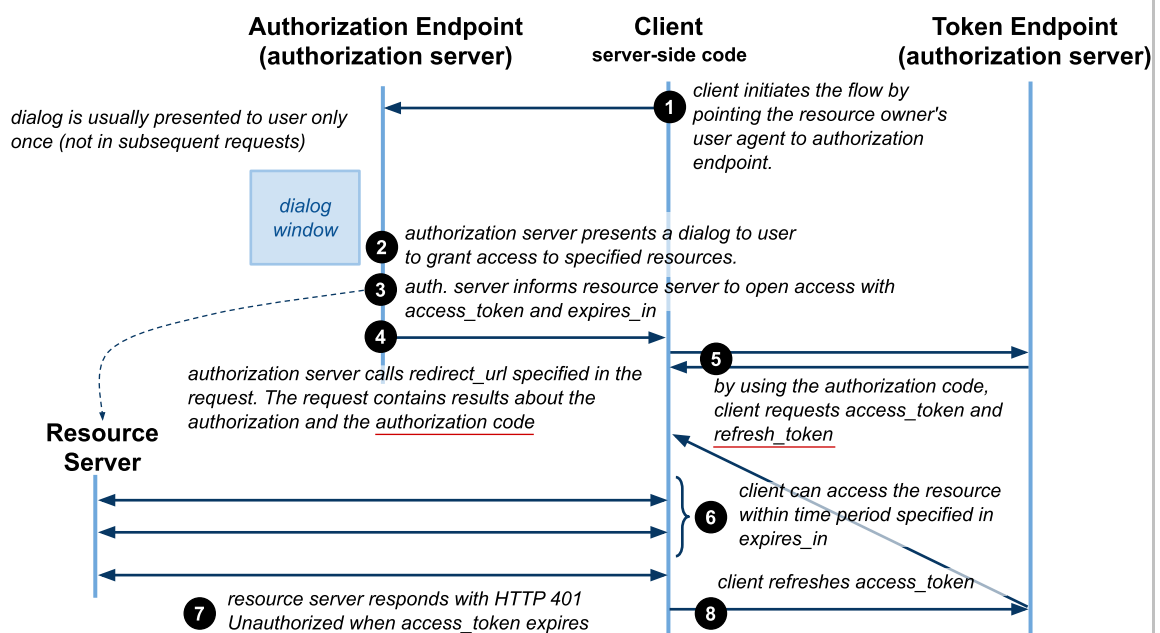 Authorization Endpoint
(authorization server)
Client
server-side code
Token Endpoint
(authorization server)
1
client initiates the flow by
pointing the resource owner's
user agent to authorization
endpoint.
dialog is usually presented to user only
once (not in subsequent requests)
dialog
window
2
authorization server presents a dialog to user
to grant access to specified resources.
3
auth. server informs resource server to open access with
access_token and expires_in
4
authorization server calls redirect_url specified in the
request. The request contains results about the
authorization and the authorization code
5
by using the authorization code,
client requests access_token and
refresh_token
Resource
Server
6
client can access the resource
within time period specified in
expires_in
7
resource server responds with HTTP 401
Unauthorized when access_token expires
client refreshes access_token
8